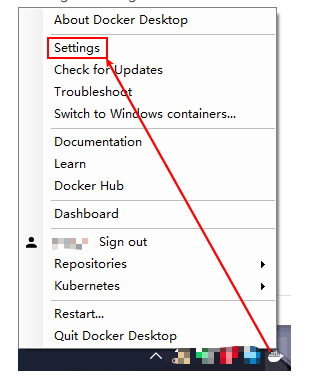 About Docker Desktop
Settings
Check for Updates
Troubleshoot
Switch to Windows containers...
Documentation
Learn
Docker Hub
Dashboard
Sign out
Repositories
Kubernetes
Restart...
Quit Docker Desktop